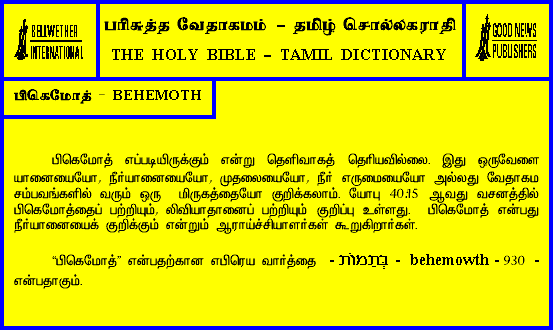 BELLWETHER
INTERNATIONAL
பரிசுத்த வேதாகமம் – தமிழ் சொல்லகராதி
THE HOLY BIBLE – TAMIL DICTIONARY
GOOD NEWS
PUBLISHERS
பிகெமோத் - BEHEMOTH
பிகெமோத் எப்படியிருக்கும் என்று தெளிவாகத் தெரியவில்லை. இது ஒருவேளை
யானையையோ, நீர்யானையையோ, முதலையையோ, நீர் எருமையையோ அல்லது வேதாகம
சம்பவங்களில் வரும் ஒரு மிருகத்தையோ குறிக்கலாம். யோபு 40:15 ஆவது வசனத்தில்
பிகெமோத்தைப் பற்றியும், லிவியாதானைப் பற்றியும் குறிப்பு உள்ளது. பிகெமோத் என்பது
நீர்யானையைக் குறிக்கும் என்றும் ஆராய்ச்சியாளர்கள் கூறுகிறார்கள்.
“பிகெமோத்” என்பதற்கான எபிரெய வார்த்தை - - behemowth - 930 -
என்பதாகும்.